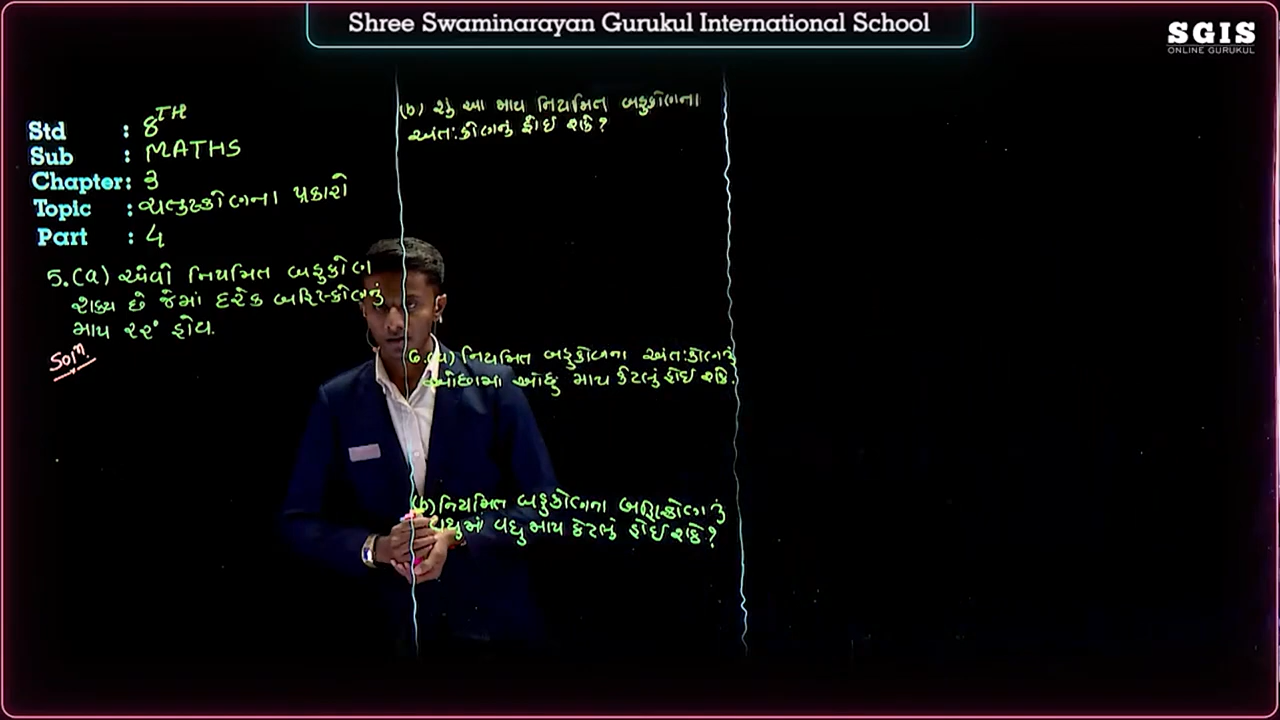 Shree Swaminarayan Gurukul International School
SGIS
ONLINE GURUKUL
Std : 8TH
Sub : MATHS
Chapter: 3
Topic : ચતુષ્કોણના પ્રકારો
Part : 4
5.(a) એવો નિયમિત બહુકોણ
શક્ય છે જેમાં દરેક બહિષ્કોણનું
માપ ૨૨° હોય.
Solⁿ.
(b) શું આ માપ નિયમિત બહુકોણના
અંતઃકોણનું હોઈ શકે?
6.(a) નિયમિત બહુકોણના અંતઃકોણનું
ઓછામાં ઓછું માપ કેટલું હોઈ શકે.
(b) નિયમિત બહુકોણના બહિષ્કોણનું
વધુમાં વધુ માપ કેટલું હોઈ શકે?